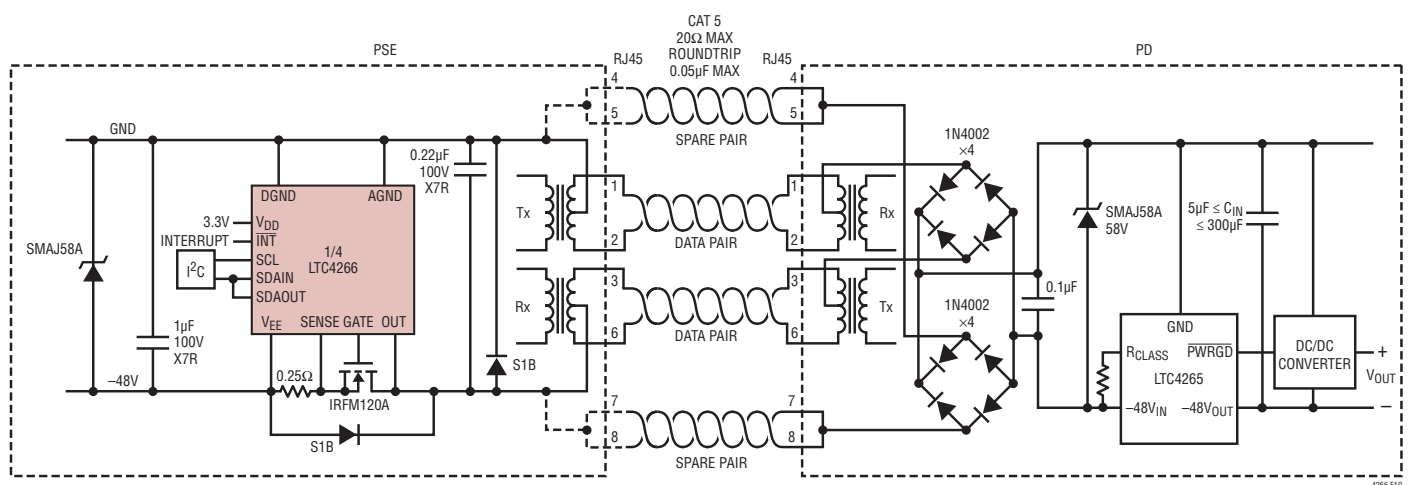 CAT 5
20Ω MAX
ROUNDTRIP
0.05µF MAX
PSE
RJ45
RJ45
PD
4
5
4
5
SPARE PAIR
1N4002
×4
GND
0.22µF
100V
X7R
DGND
AGND
3.3V
VDD
INTERRUPT
INT
SCL
I2C
SDAIN
SDAOUT
1/4
LTC4266
VEE
SENSE
GATE
OUT
SMAJ58A
1µF
100V
X7R
–48V
0.25Ω
IRFM120A
S1B
S1B
Tx
1
2
DATA PAIR
1
2
Rx
Rx
3
6
DATA PAIR
3
6
Tx
7
8
SPARE PAIR
7
8
1N4002
×4
0.1µF
SMAJ58A
58V
5µF ≤ CIN
≤ 300µF
GND
RCLASS
PWRGD
LTC4265
–48VIN
–48VOUT
DC/DC
CONVERTER
+
VOUT
–
4266 F10